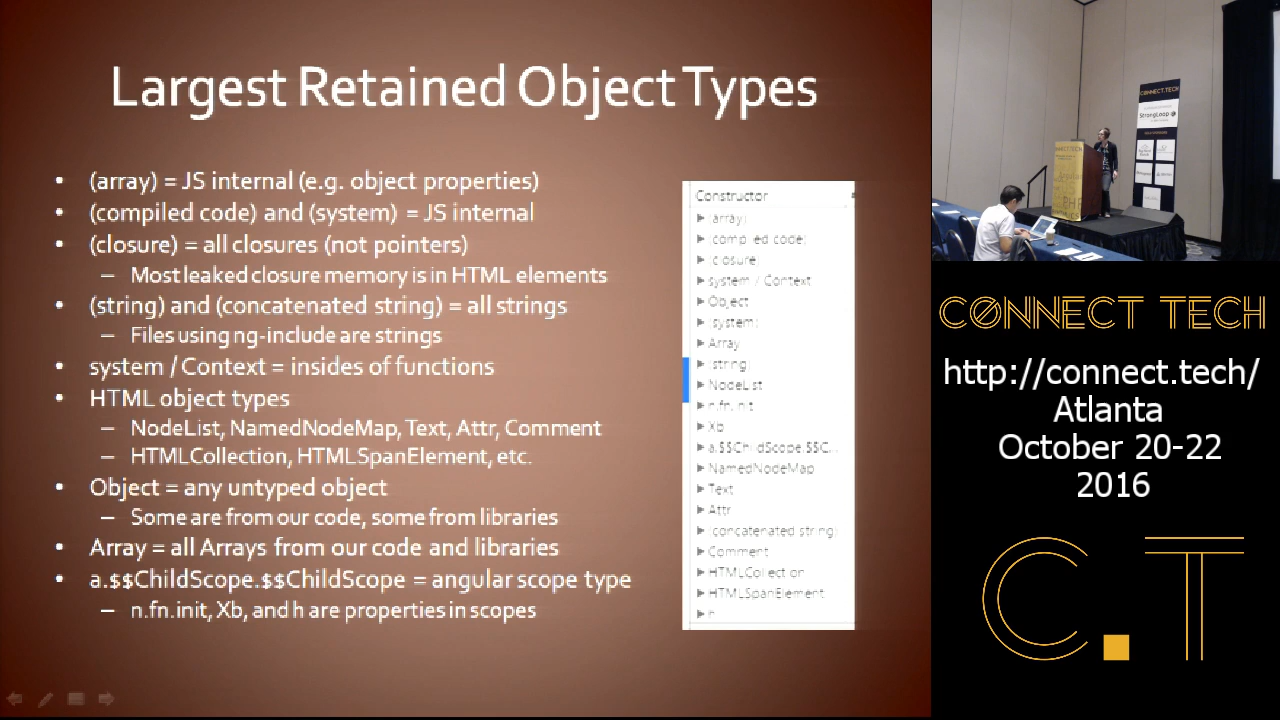 Largest Retained Object Types
• (array) = JS internal (e.g. object properties)
• (compiled code) and (system) = JS internal
• (closure) = all closures (not pointers)
– Most leaked closure memory is in HTML elements
• (string) and (concatenated string) = all strings
– Files using ng-include are strings
• system / Context = insides of functions
• HTML object types
– NodeList, NamedNodeMap, Text, Attr, Comment
– HTMLCollection, HTMLSpanElement, etc.
• Object = any untyped object
– Some are from our code, some from libraries
• Array = all Arrays from our code and libraries
• a.$$ChildScope.$$ChildScope = angular scope type
– n.fn.init, Xb, and h are properties in scopes
Constructor
(array)
(compiled code)
(closure)
system / Context
Object
(system)
Array
(string)
NodeList
n.fn.init
Xb
a.$$ChildScope.$$C...
NamedNodeMap
Text
Attr
(concatenated string)
Comment
HTMLCollection
HTMLSpanElement
CONNECT.TECH
StrongLoop
CONNECT TECH
http://connect.tech/
Atlanta
October 20-22
2016
C.T